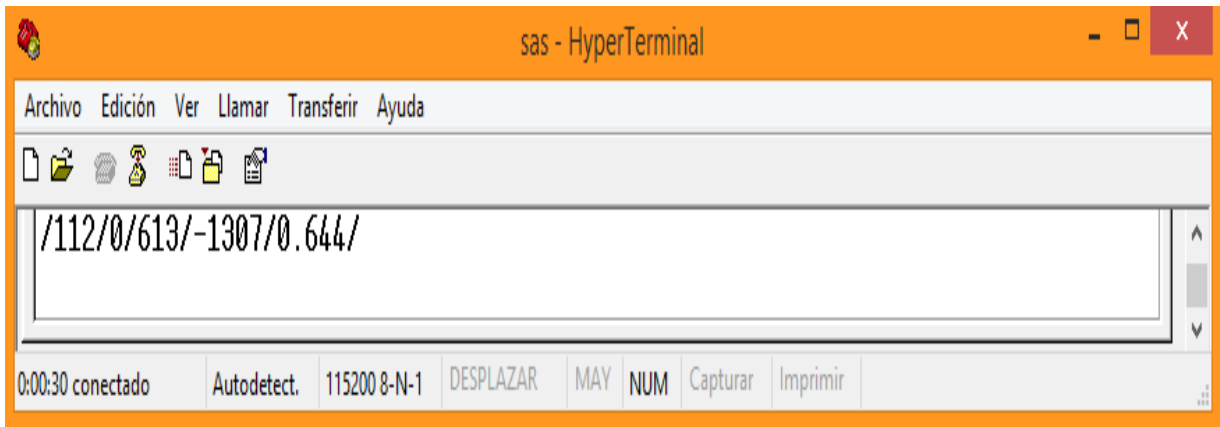 sas - HyperTerminal
Archivo Edición Ver Llamar Transferir Ayuda
/112/0/613/-1307/0.644/
0:00:30 conectado Autodetect. 115200 8-N-1 DESPLAZAR MAY NUM Capturar Imprimir